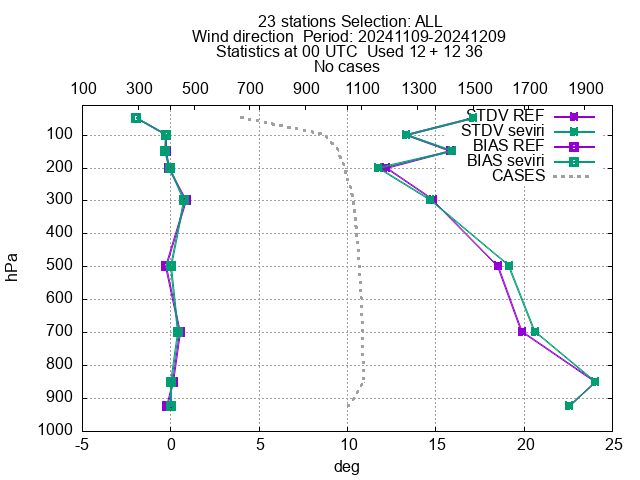 23 stations Selection: ALL
Wind direction  Period: 20241109-20241209
Statistics at 00 UTC  Used 12 + 12 36
No cases
100 300 500 700 900 1100 1300 1500 1700 1900
STDV REF
STDV seviri
BIAS REF
BIAS seviri
CASES
100
200
300
400
500
600
700
800
900
1000
hPa
-5 0 5 10 15 20 25
deg